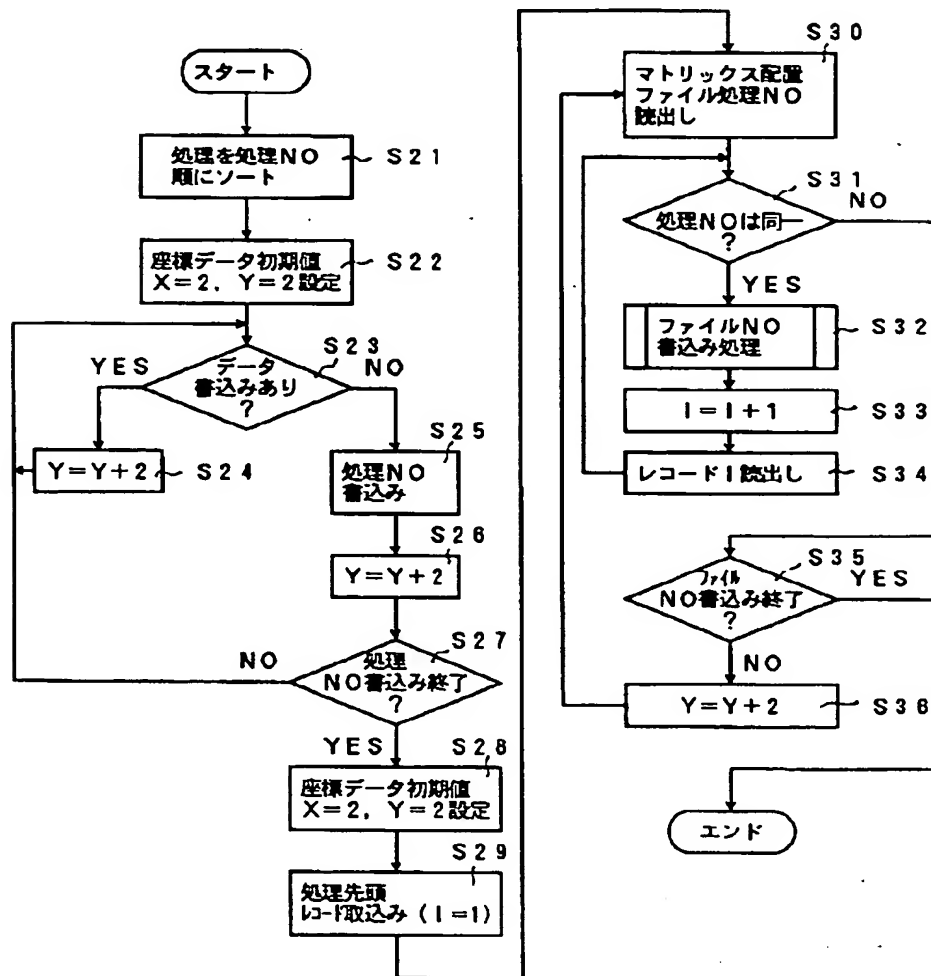 スタート
処理を処理NO
順にソート
S21
座標データ初期値
X=2, Y=2設定
S22
S23
YES
データ
書込みあり
?
NO
Y=Y+2
S24
S25
処理NO
書込み
S26
Y=Y+2
S27
NO
処理
NO書込み終了
?
YES
S28
座標データ初期値
X=2, Y=2設定
S29
処理先頭
レコード取込み (I=1)
S30
マトリックス配置
ファイル処理NO
読出し
S31
NO
処理NOは同一
?
YES
ファイルNO
書込み処理
S32
I=I+1
S33
レコードI読出し
S34
S35
ファイル
NO書込み終了
?
YES
NO
Y=Y+2
S36
エンド